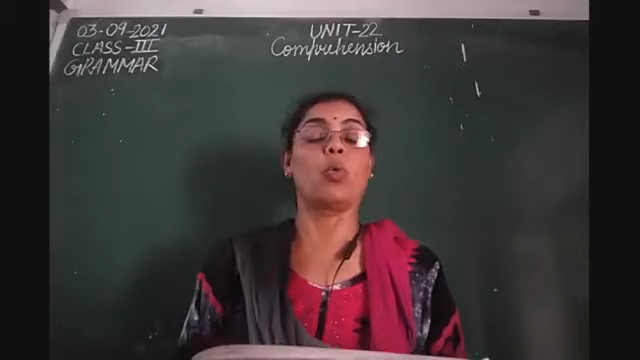 03-09-2021
CLASS-III
GRAMMAR
UNIT-22
Comprehension